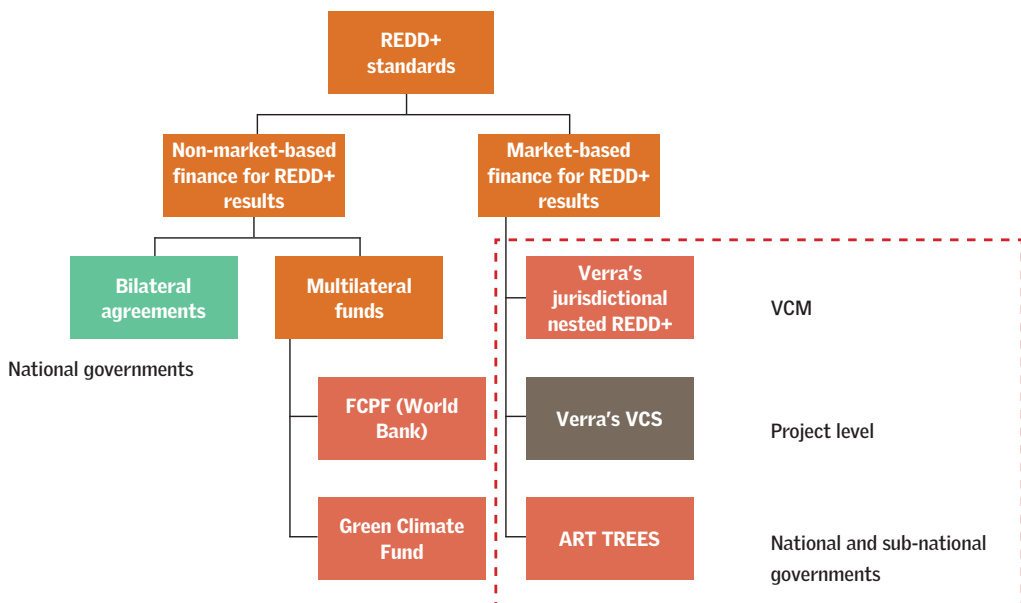 REDD+
standards
Non-market-based
finance for REDD+
results
Market-based
finance for REDD+
results
Bilateral
agreements
Multilateral
funds
Verra's
jurisdictional
nested REDD+
VCM
National governments
FCPF (World
Bank)
Verra's VCS
Project level
Green Climate
Fund
ART TREES
National and sub-national
governments